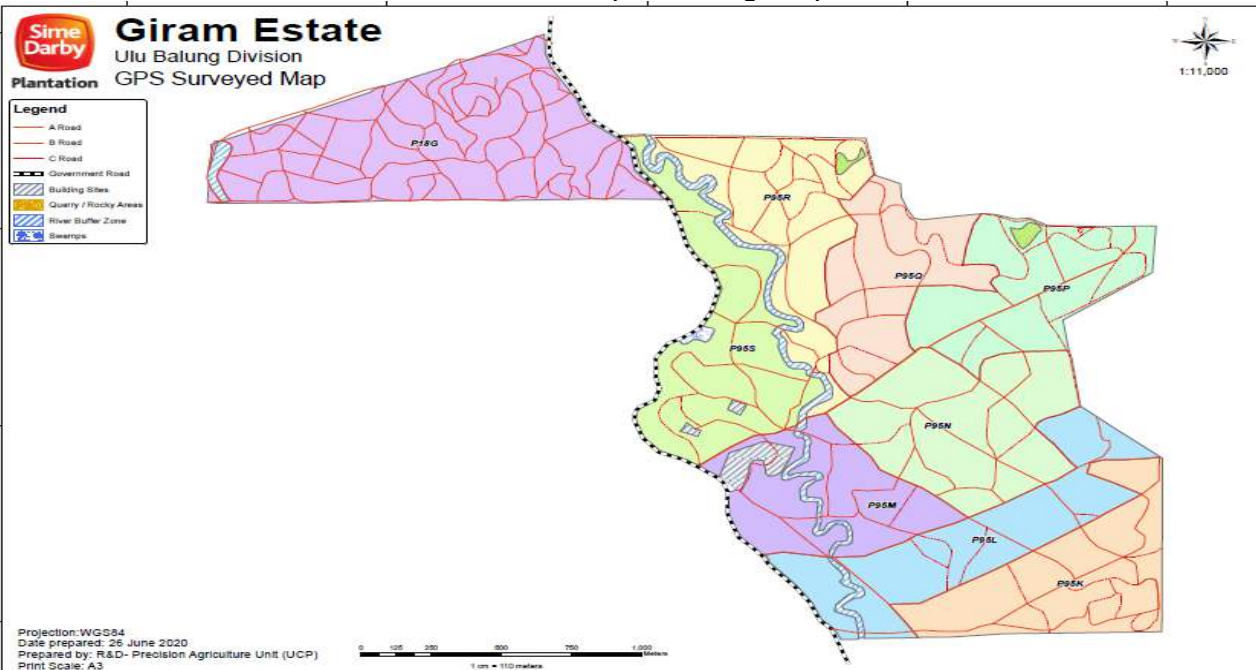 Sime
Darby
Plantation
Giram Estate
Ulu Balung Division
GPS Surveyed Map
1:11,000
Legend
A Road
B Road
C Road
Government Road
Building Sites
Quarry / Rocky Areas
River Buffer Zone
Swamps
P18G
P95R
P95Q
P95P
P95S
P95N
P95M
P95L
P95K
Projection:WGS84
Date prepared: 26 June 2020
Prepared by: R&D- Precision Agriculture Unit (UCP)
Print Scale: A3
0 125 250 500 750 1,000
Meters
1 cm = 110 meters